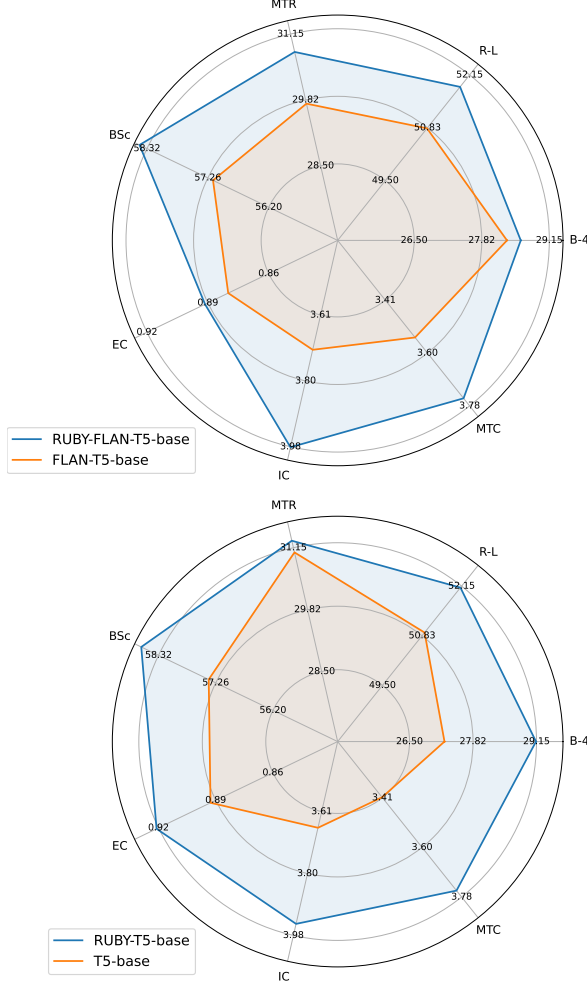 MTR
31.15
R-L
52.15
29.82
50.83
BSc
58.32
57.26
28.50
49.50
56.20
26.50
27.82
29.15
B-4
0.86
3.41
0.89
3.61
0.92
EC
3.60
3.80
3.78
MTC
3.98
IC
RUBY-FLAN-T5-base
FLAN-T5-base
MTR
31.15
R-L
52.15
29.82
50.83
BSc
58.32
57.26
28.50
49.50
56.20
26.50
27.82
29.15
B-4
0.86
3.41
0.89
3.61
0.92
EC
3.60
3.80
3.78
MTC
3.98
IC
RUBY-T5-base
T5-base